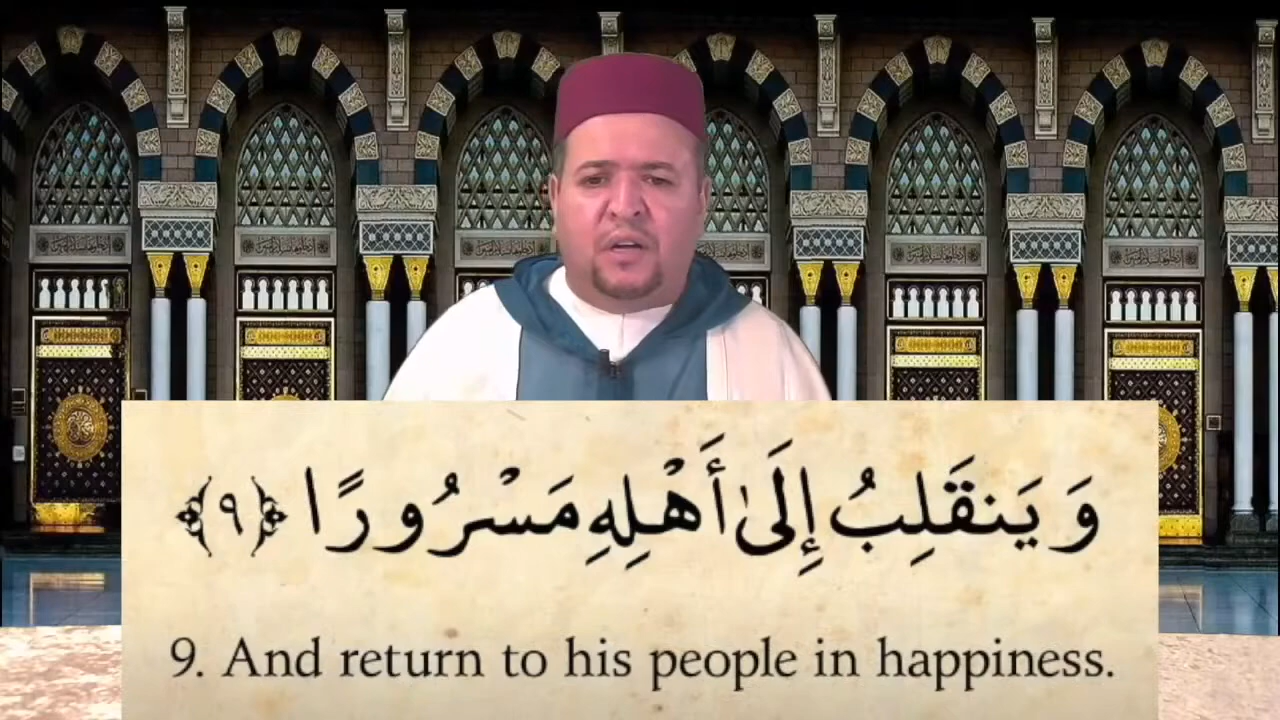 وَيَنقَلِبُ إِلَىٰ أَهْلِهِ مَسْرُورًا ﴿٩﴾
9. And return to his people in happiness.